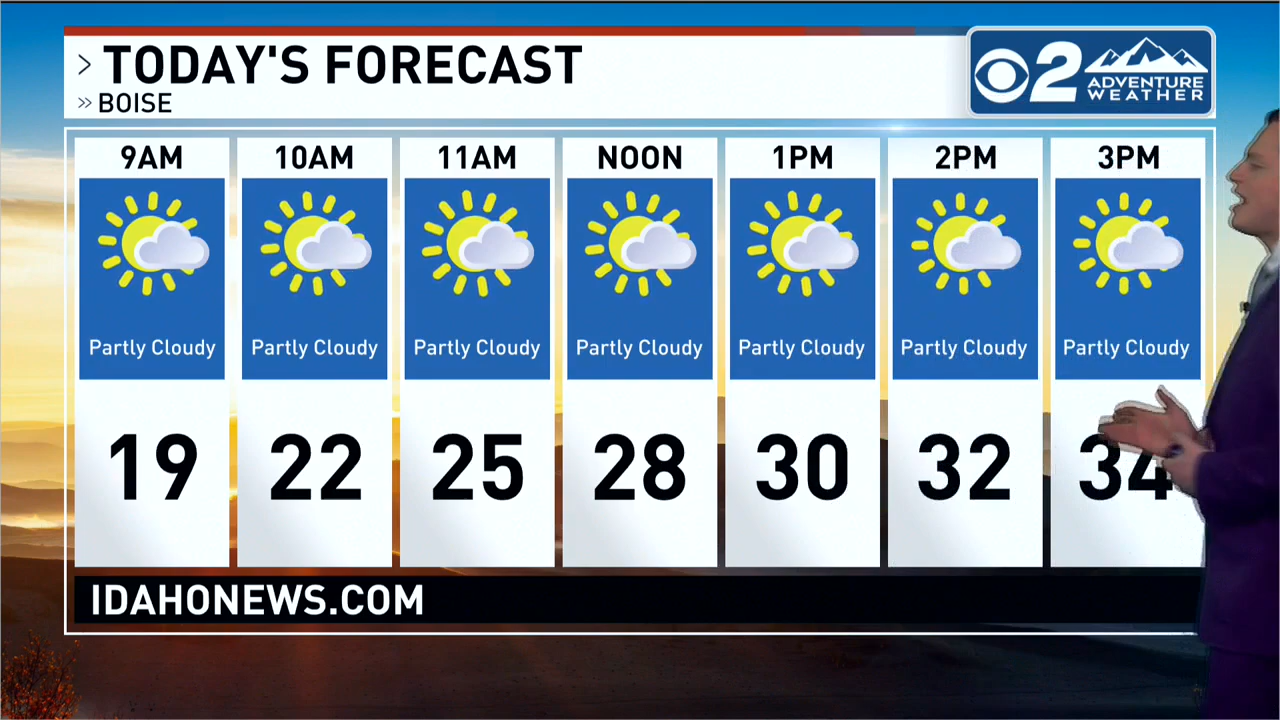 > TODAY'S FORECAST
» BOISE
2 ADVENTURE WEATHER
9AM 10AM 11AM NOON 1PM 2PM 3PM
Partly Cloudy Partly Cloudy Partly Cloudy Partly Cloudy Partly Cloudy Partly Cloudy Partly Cloudy
19 22 25 28 30 32 34
IDAHONEWS.COM